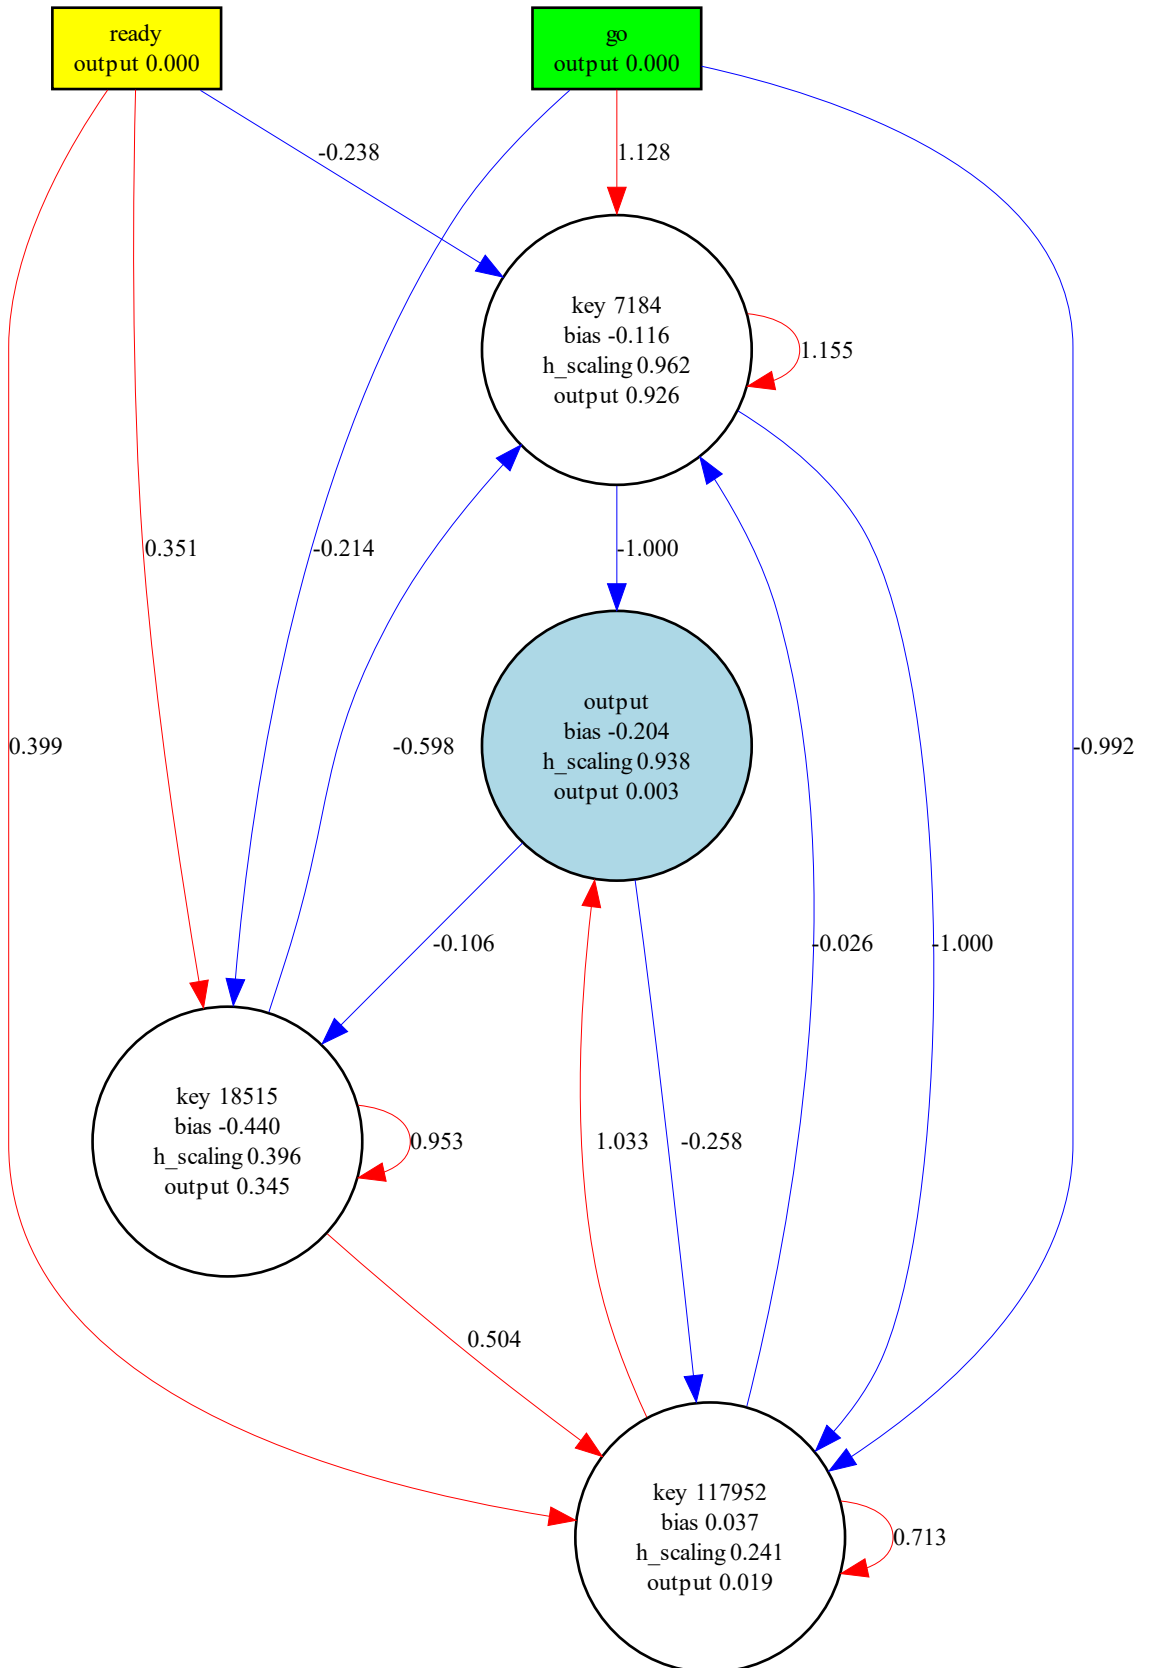 ready
output 0.000
go
output 0.000
-0.238
1.128
key 7184
bias -0.116
h_scaling 0.962
output 0.926
1.155
0.351
-0.214
-1.000
output
bias -0.204
h_scaling 0.938
output 0.003
0.399
-0.598
-0.992
-0.106
-0.026
-1.000
key 18515
bias -0.440
h_scaling 0.396
output 0.345
0.953
1.033
-0.258
0.504
key 117952
bias 0.037
h_scaling 0.241
output 0.019
0.713